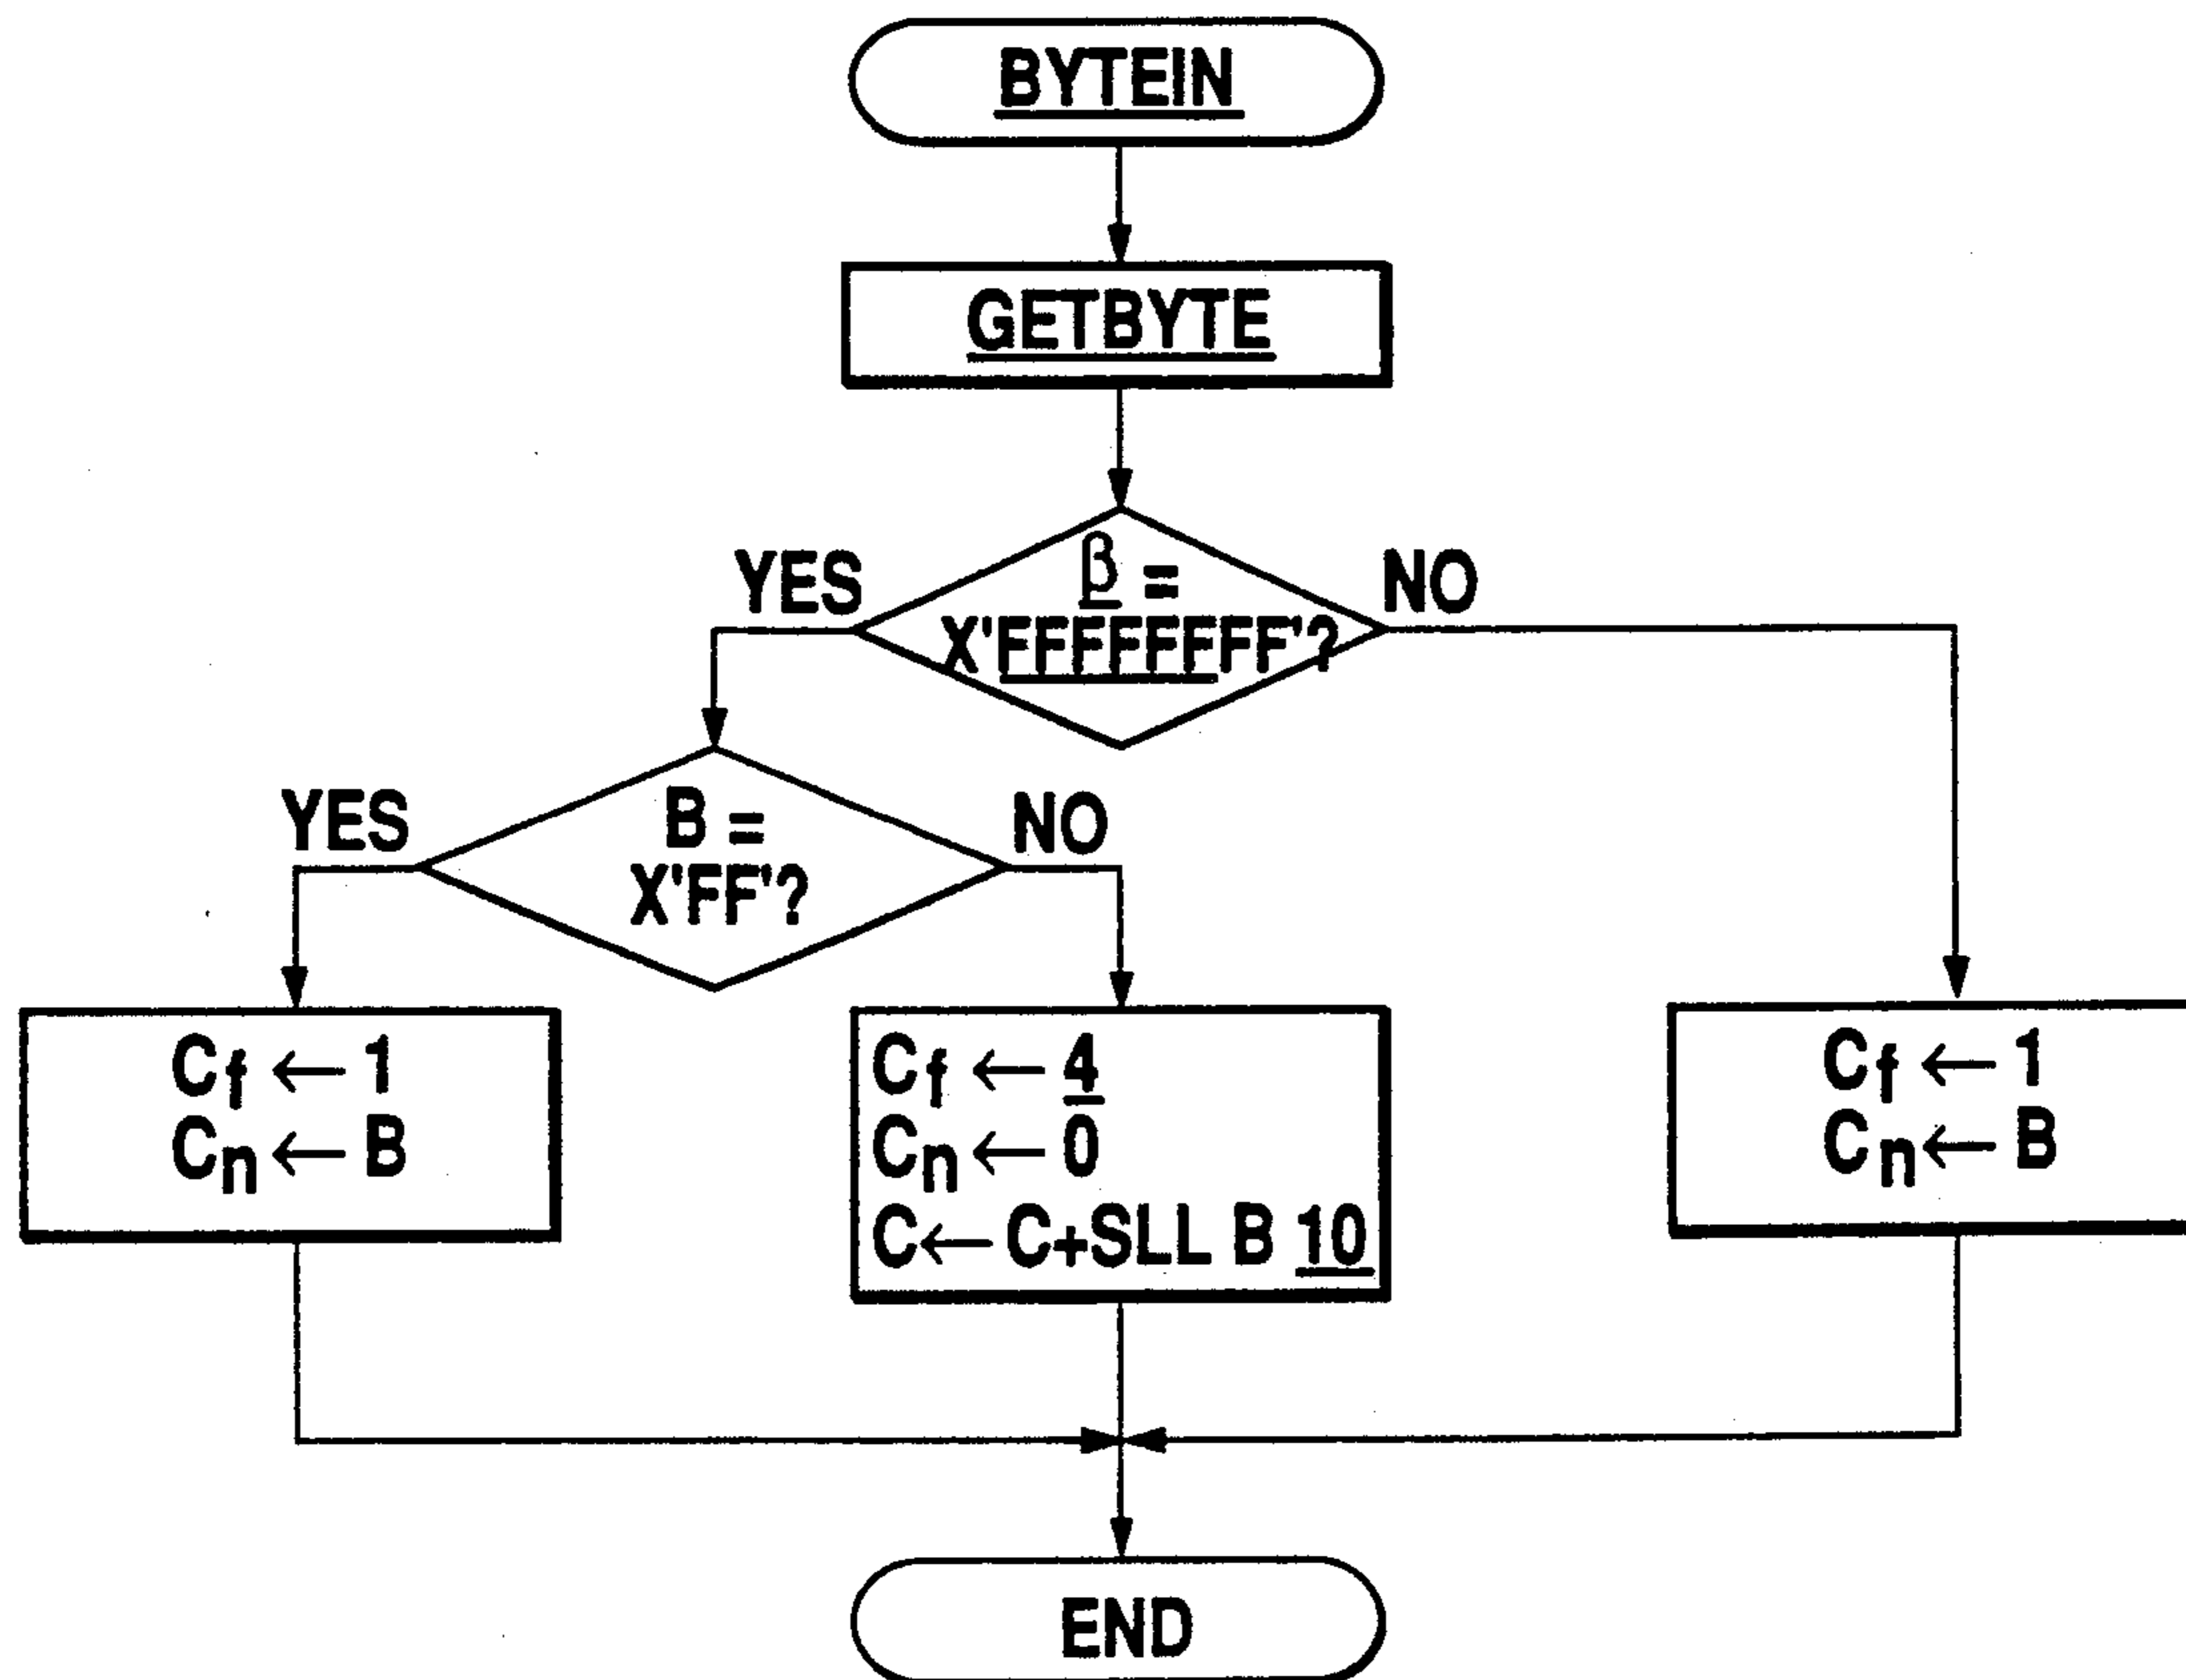 BYTEIN
GETBYTE
YES
β =
NO
X'FFFFFFFF'?
YES
B =
NO
X'FF'?
Cf ← 1
Cn ← B
Cf ← 4
Cn ← 0
C ← C+SLL B 10
Cf ← 1
Cn ← B
END